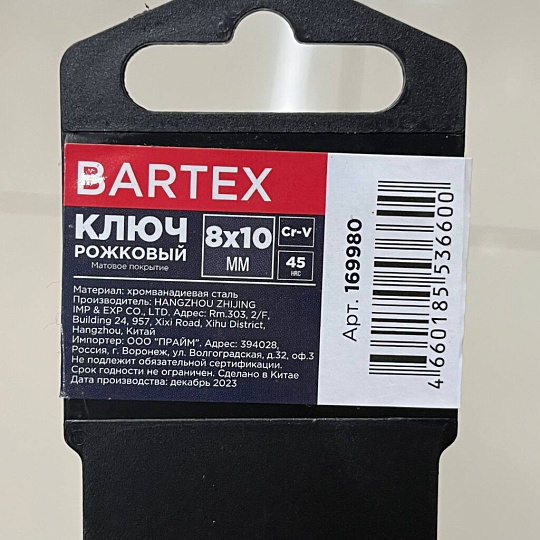 BARTEX
КЛЮЧ
РОЖКОВЫЙ
Матовое покрытие
8x10
ММ
Cr-V
45
HRC
Материал: хромванадиевая сталь
Производитель: HANGZHOU ZHIJING
IMP & EXP CO., LTD. Адрес: Rm.303, 2/F,
Building 24, 957, Xixi Road, Xihu District,
Hangzhou, Китай
Импортер: ООО "ПРАЙМ". Адрес: 394028,
Россия, г. Воронеж, ул. Волгоградская, д.32, оф.3
Не подлежит обязательной сертификации.
Срок годности не ограничен. Сделано в Китае
Дата производства: декабрь 2023
Арт. 169980
4660185536600